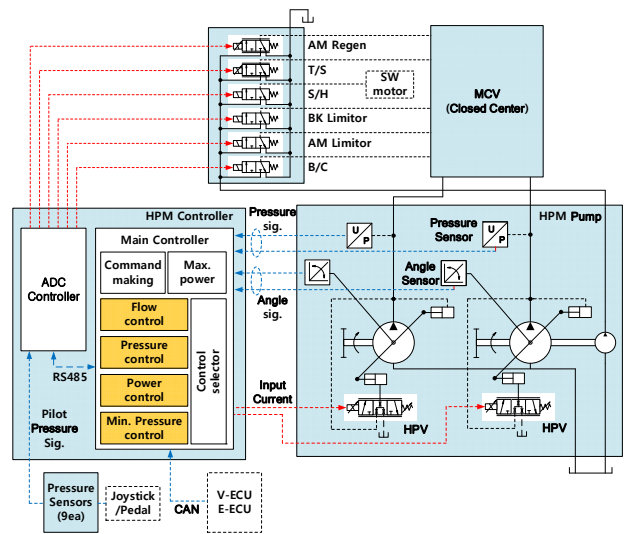 AM Regen
T/S
S/H
BK Limitor
AM Limitor
B/C
SW
motor
MCV
(Closed Center)
HPM Controller
Main Controller
Command
making
Max.
power
ADC
Controller
Flow
control
Pressure
control
Power
control
Min. Pressure
control
Control
selector
RS485
Pilot
Pressure
Sig.
Pressure
sig.
Angle
sig.
Input
Current
HPM Pump
U
P
Pressure
Sensor
U
P
Angle
Sensor
HPV
HPV
Pressure
Sensors
(9ea)
Joystick
/Pedal
CAN
V-ECU
E-ECU